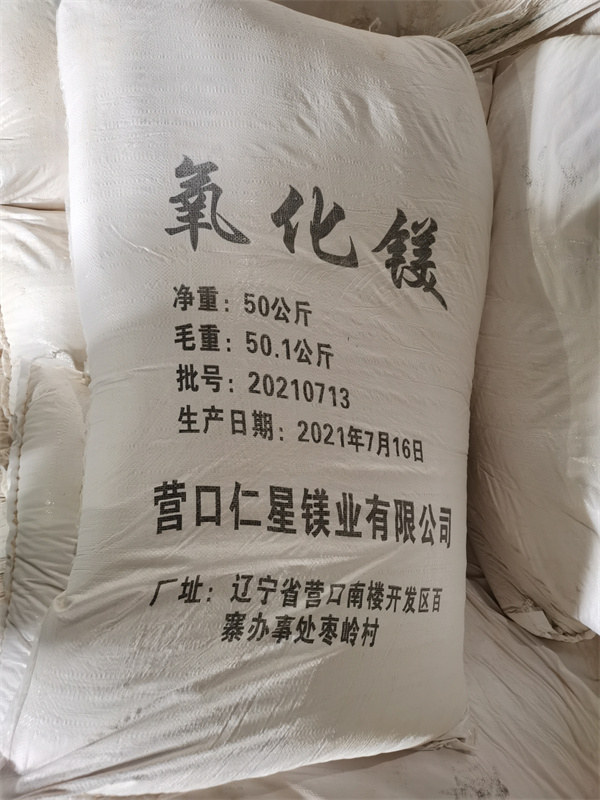 氧化镁
净重：50公斤
毛重：50.1公斤
批号：20210713
生产日期：2021年7月16日
营口仁星镁业有限公司
厂址：辽宁省营口南楼开发区百
寨办事处枣岭村